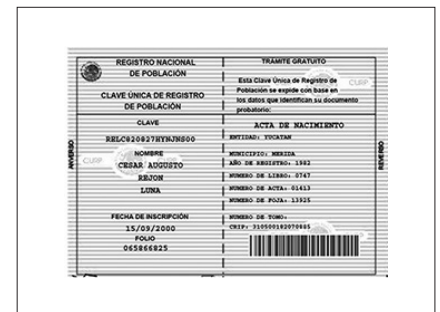 REGISTRO NACIONAL
DE POBLACIÓN
CLAVE ÚNICA DE REGISTRO
DE POBLACIÓN
CLAVE
RELC820827HYNJNS00
NOMBRE
CESAR AUGUSTO
REJON
LUNA
FECHA DE INSCRIPCIÓN
15/09/2000
FOLIO
065866825
ANVERSO
CURP
TRÁMITE GRATUITO
Esta Clave Única de Registro de
Población se expide con base en
los datos que identifican su documento
probatorio:
CURP
ACTA DE NACIMIENTO
ENTIDAD: YUCATAN
MUNICIPIO: MERIDA
AÑO DE REGISTRO: 1982
NUMERO DE LIBRO: 0747
NUMERO DE ACTA: 01413
NUMERO DE FOJA: 13925
NUMERO DE TOMO:
CRIP: 310500182070885
REVERSO